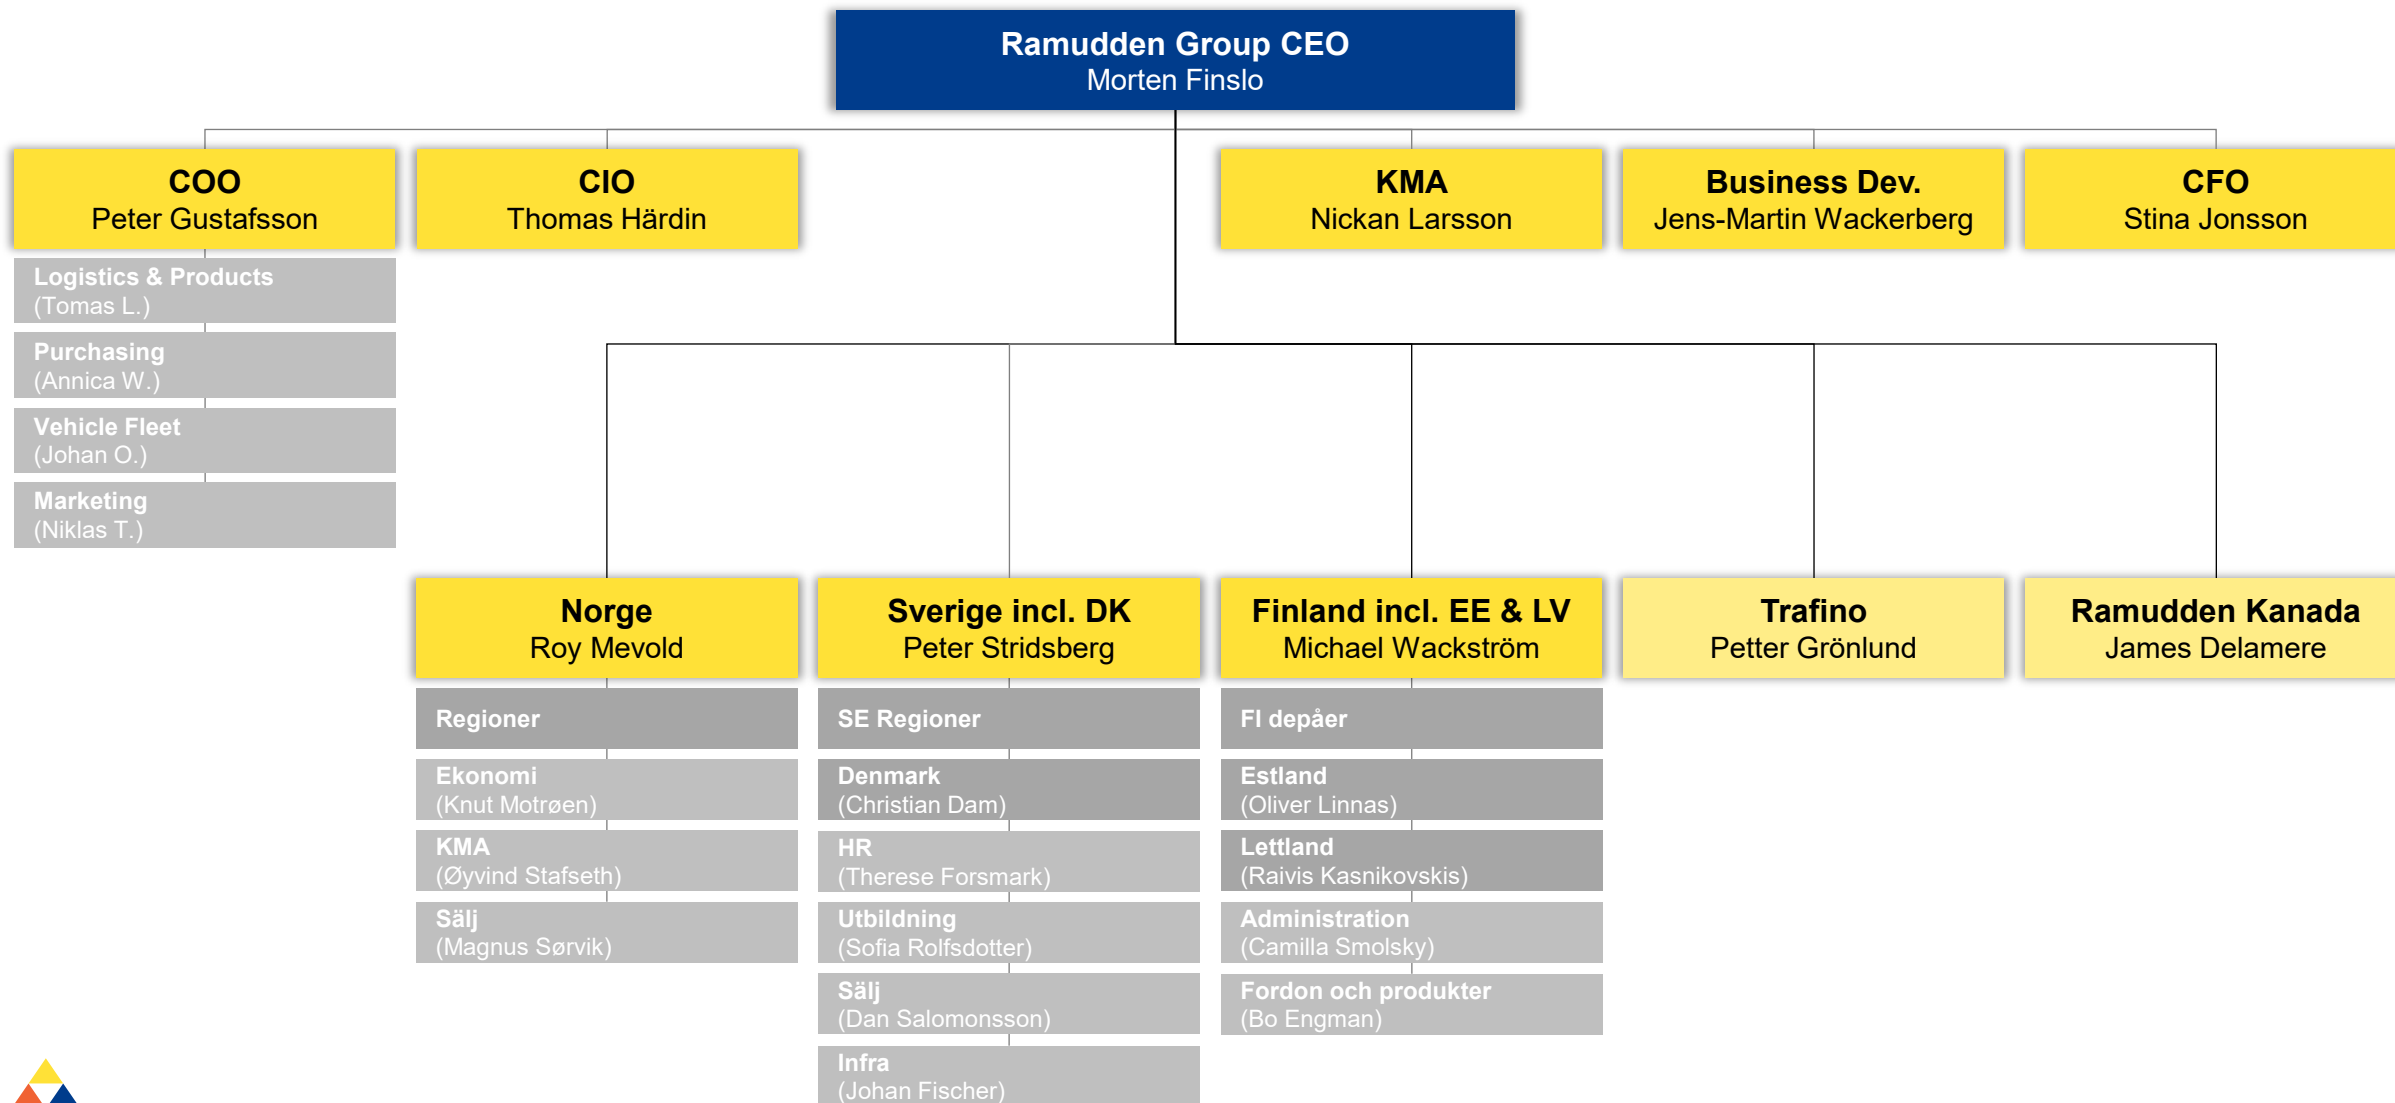 Ramudden Group CEO
Morten Finslo
COO
Peter Gustafsson
CIO
Thomas Härdin
KMA
Nickan Larsson
Business Dev.
Jens-Martin Wackerberg
CFO
Stina Jonsson
Logistics & Products
(Tomas L.)
Purchasing
(Annica W.)
Vehicle Fleet
(Johan O.)
Marketing
(Niklas T.)
Norge
Roy Mevold
Regioner
Ekonomi
(Knut Motrøen)
KMA
(Øyvind Stafseth)
Sälj
(Magnus Sørvik)
Sverige incl. DK
Peter Stridsberg
SE Regioner
Denmark
(Christian Dam)
HR
(Therese Forsmark)
Utbildning
(Sofia Rolfsdotter)
Sälj
(Dan Salomonsson)
Infra
(Johan Fischer)
Finland incl. EE & LV
Michael Wackström
FI depåer
Estland
(Oliver Linnas)
Lettland
(Raivis Kasnikovskis)
Administration
(Camilla Smolsky)
Fordon och produkter
(Bo Engman)
Trafino
Petter Grönlund
Ramudden Kanada
James Delamere